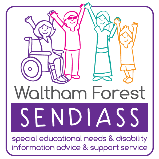 Waltham Forest
SENDIASS
special educational needs & disability
information advice & support service